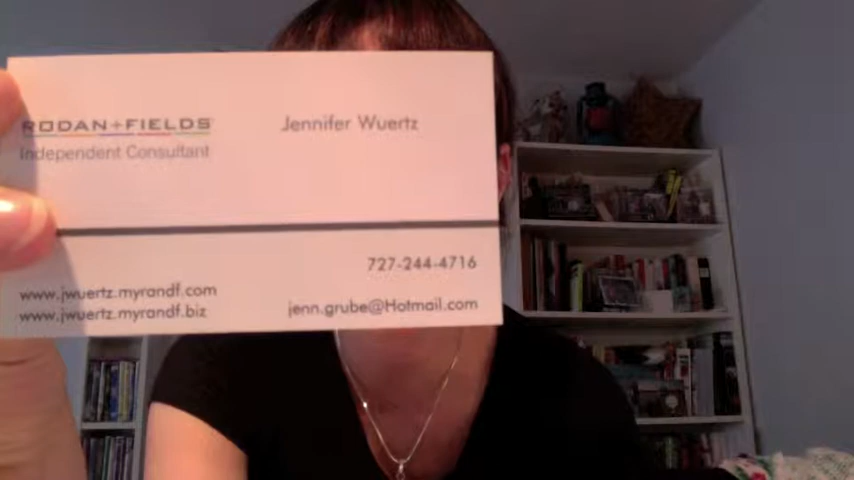 RODAN+FIELDS
Independent Consultant
Jennifer Wuertz
727-244-4716
www.jwuertz.myrandf.com
www.jwuertz.myrandf.biz
jenn.grube@Hotmail.com